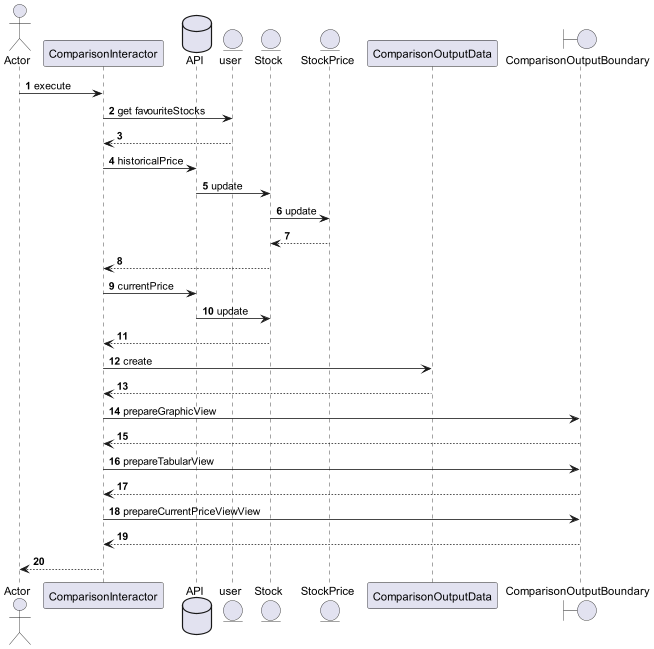 Actor ComparisonInteractor API user Stock StockPrice ComparisonOutputData ComparisonOutputBoundary
1 execute
2 get favouriteStocks
3
4 historicalPrice
5 update
6 update
7
8
9 currentPrice
10 update
11
12 create
13
14 prepareGraphicView
15
16 prepareTabularView
17
18 prepareCurrentPriceViewView
19
20
Actor ComparisonInteractor API user Stock StockPrice ComparisonOutputData ComparisonOutputBoundary